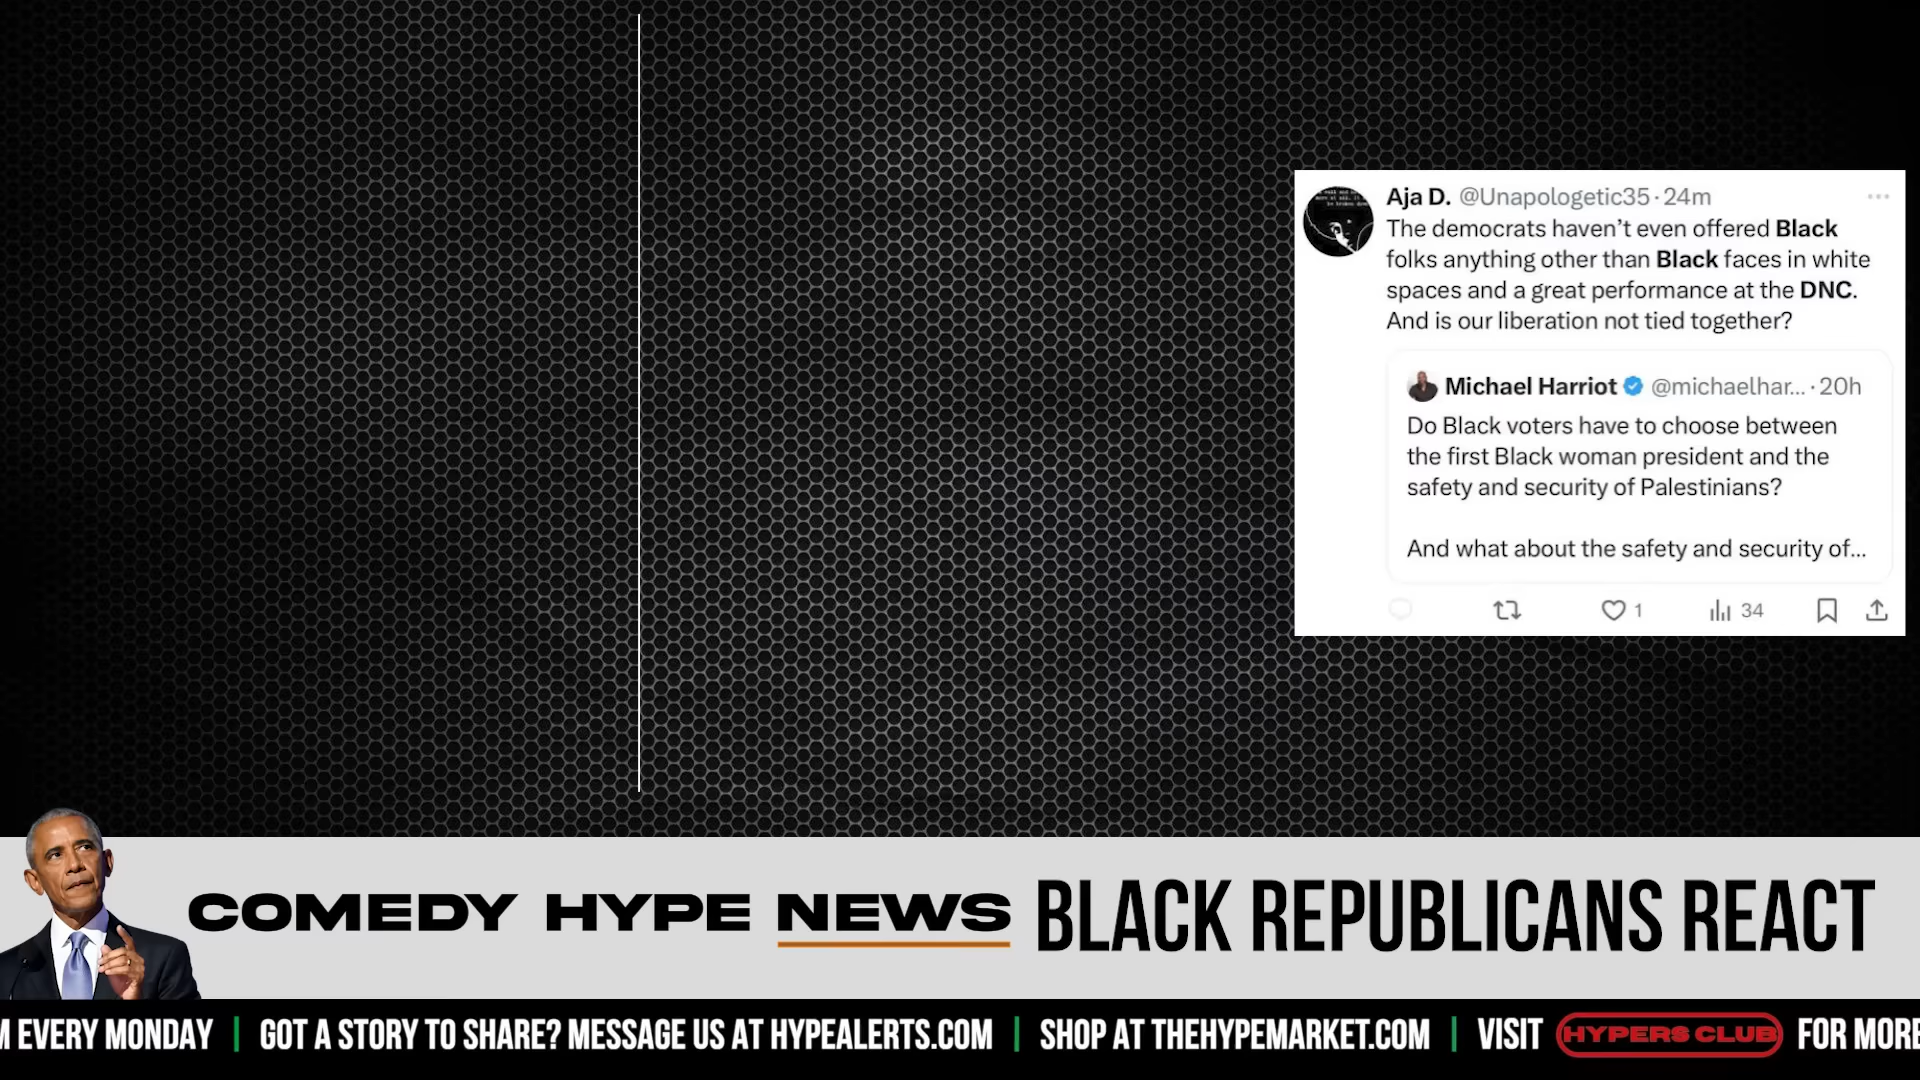 Aja D. @Unapologetic35 · 24m
The democrats haven’t even offered Black
folks anything other than Black faces in white
spaces and a great performance at the DNC.
And is our liberation not tied together?
Michael Harriot @michaelhar... · 20h
Do Black voters have to choose between
the first Black woman president and the
safety and security of Palestinians?
And what about the safety and security of...
1 34
COMEDY HYPE NEWS BLACK REPUBLICANS REACT
M EVERY MONDAY | GOT A STORY TO SHARE? MESSAGE US AT HYPEALERTS.COM | SHOP AT THEHYPEMARKET.COM | VISIT HYPERS CLUB FOR MORE